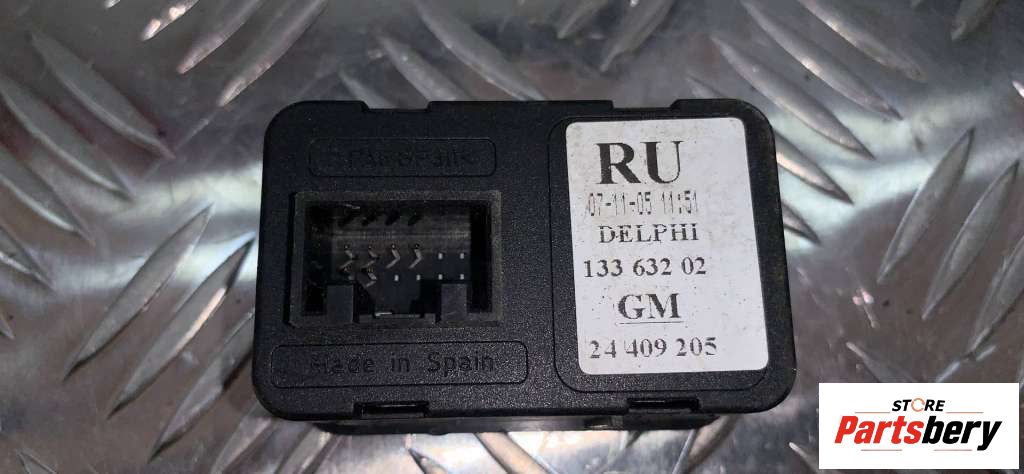 Made in Spain
RU
07-11-05 11:51
DELPHI
133 632 02
GM
24 409 205
STORE
Partsbery